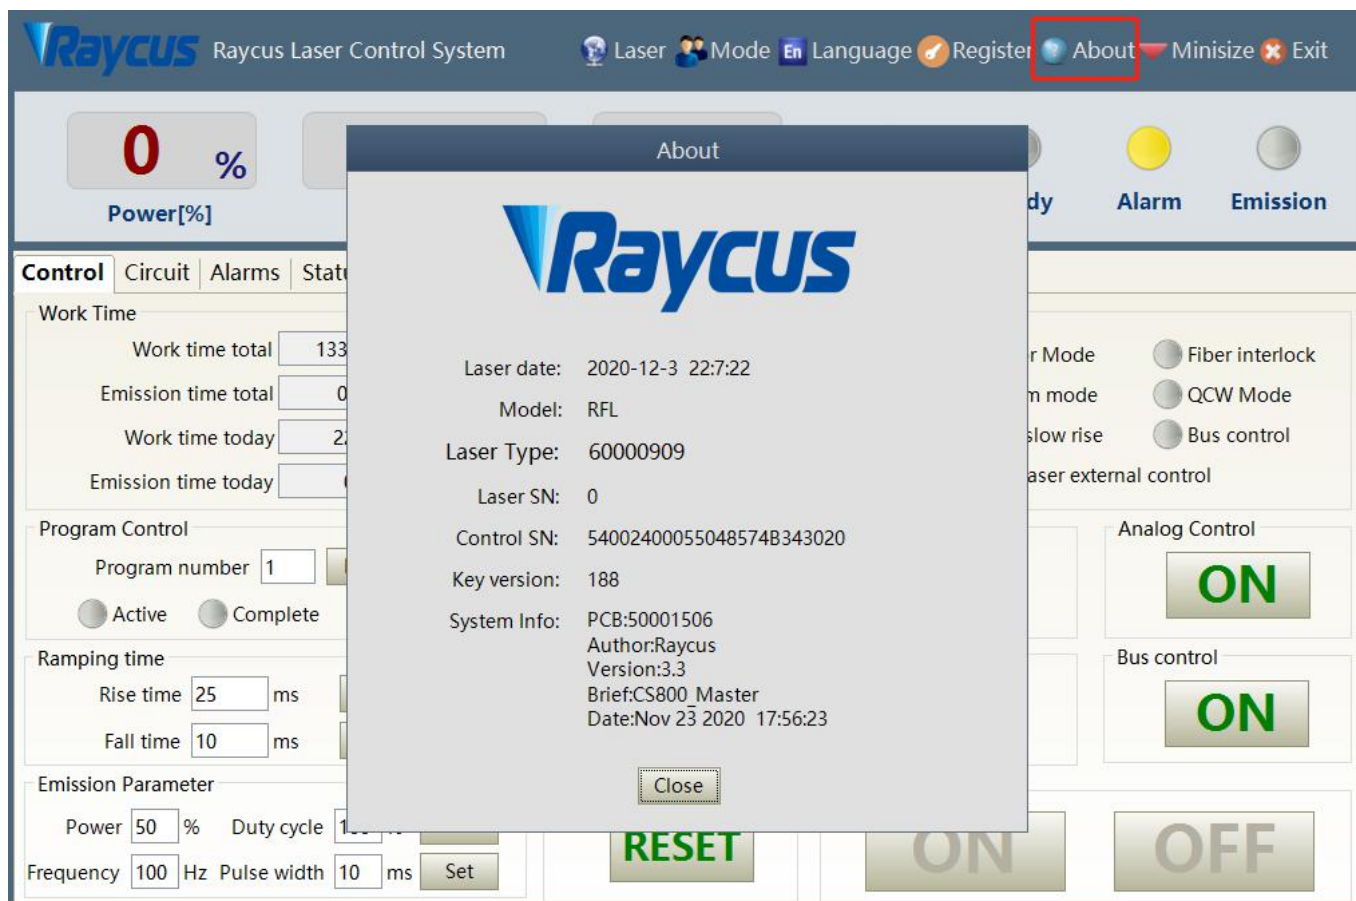 Raycus Raycus Laser Control System Laser Mode En Language Register About Minisize Exit
0 %
Power[%]
Alarm Emission
About
Raycus
Laser date: 2020-12-3 22:7:22
Model: RFL
Laser Type: 60000909
Laser SN: 0
Control SN: 54002400055048574B343020
Key version: 188
System Info: PCB:50001506
Author:Raycus
Version:3.3
Brief:CS800_Master
Date:Nov 23 2020 17:56:23
Close
Control Circuit Alarms
Work Time
Work time total
Emission time total
Work time today
Emission time today
Mode Fiber interlock
mode QCW Mode
slow rise Bus control
external control
Program Control
Program number 1
Active Complete
Ramping time
Rise time 25 ms
Fall time 10 ms
Emission Parameter
Power 50 % Duty cycle
Frequency 100 Hz Pulse width 10 ms Set
Analog Control
ON
Bus control
ON
RESET
ON OFF